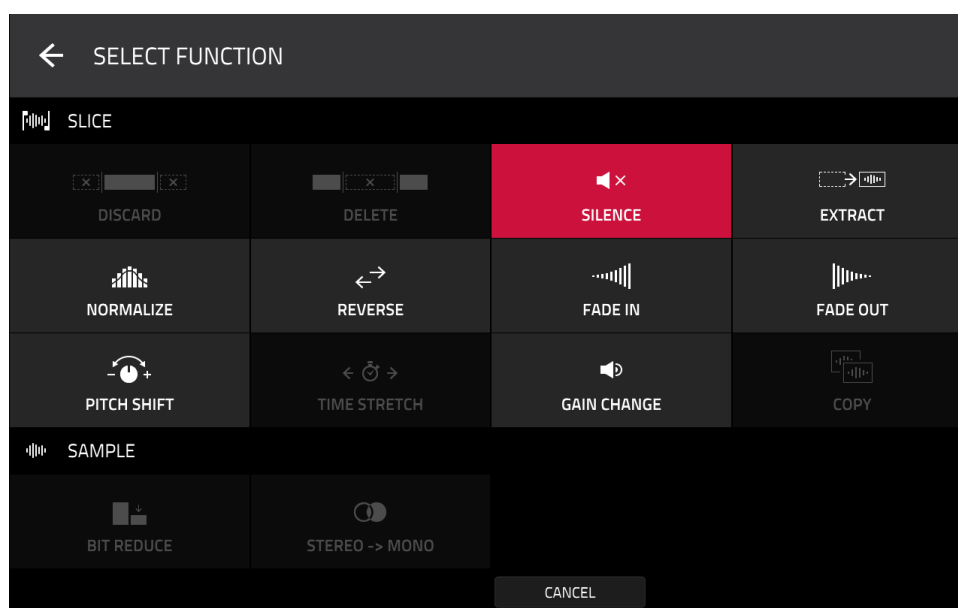 SELECT FUNCTION
SLICE
DISCARD
DELETE
SILENCE
EXTRACT
NORMALIZE
REVERSE
FADE IN
FADE OUT
PITCH SHIFT
TIME STRETCH
GAIN CHANGE
COPY
SAMPLE
BIT REDUCE
STEREO -> MONO
CANCEL